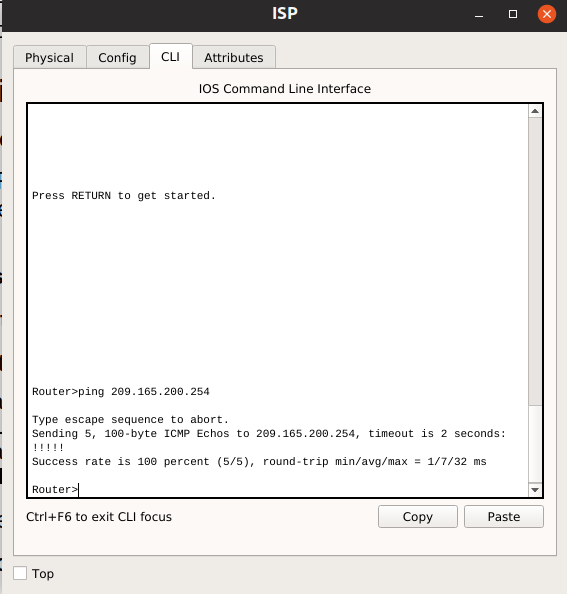 ISP
Physical Config CLI Attributes
IOS Command Line Interface
Press RETURN to get started.
Router>ping 209.165.200.254
Type escape sequence to abort.
Sending 5, 100-byte ICMP Echos to 209.165.200.254, timeout is 2 seconds:
!!!!!
Success rate is 100 percent (5/5), round-trip min/avg/max = 1/7/32 ms
Router>
Ctrl+F6 to exit CLI focus
Copy Paste
Top